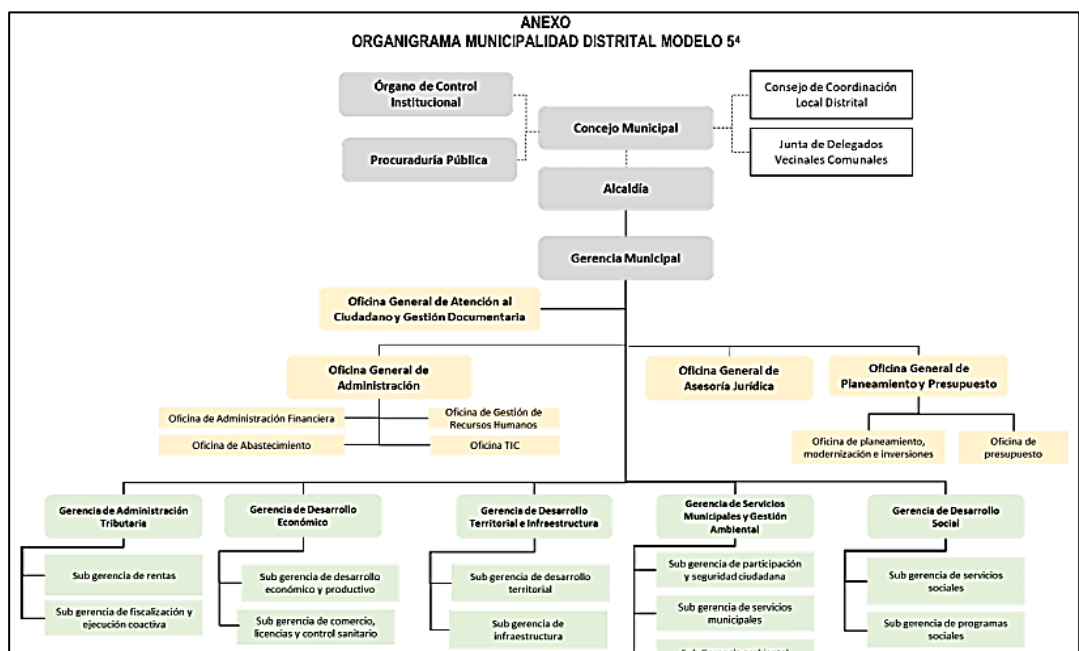 ANEXO
ORGANIGRAMA MUNICIPALIDAD DISTRITAL MODELO 5⁴
Órgano de Control
Institucional
Consejo de Coordinación
Local Distrital
Concejo Municipal
Procuraduría Pública
Junta de Delegados
Vecinales Comunales
Alcaldía
Gerencia Municipal
Oficina General de Atención al
Ciudadano y Gestión Documentaria
Oficina General de
Administración
Oficina General de
Asesoría Jurídica
Oficina General de
Planeamiento y Presupuesto
Oficina de Administración Financiera
Oficina de Gestión de
Recursos Humanos
Oficina de Abastecimiento
Oficina TIC
Oficina de planeamiento,
modernización e inversiones
Oficina de
presupuesto
Gerencia de Administración
Tributaria
Gerencia de Desarrollo
Económico
Gerencia de Desarrollo
Territorial e Infraestructura
Gerencia de Servicios
Municipales y Gestión
Ambiental
Gerencia de Desarrollo
Social
Sub gerencia de rentas
Sub gerencia de fiscalización y
ejecución coactiva
Sub gerencia de desarrollo
económico y productivo
Sub gerencia de comercio,
licencias y control sanitario
Sub gerencia de desarrollo
territorial
Sub gerencia de
infraestructura
Sub gerencia de participación
y seguridad ciudadana
Sub gerencia de servicios
municipales
Sub Gerencia ambiental
Sub gerencia de servicios
sociales
Sub gerencia de programas
sociales